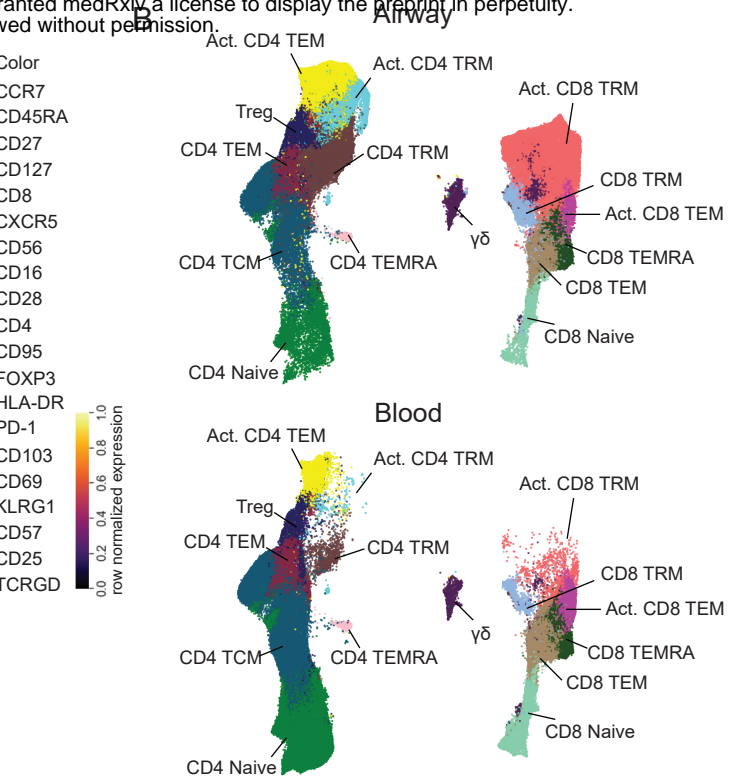 ranted medRxiv a license to display the preprint in perpetuity.
wed without permission.
B
Airway
Color
CCR7
CD45RA
CD27
CD127
CD8
CXCR5
CD56
CD16
CD28
CD4
CD95
FOXP3
HLA-DR
PD-1
CD103
CD69
KLRG1
CD57
CD25
TCRGD
1.0
0.8
0.6
0.4
0.2
0.0
row normalized expression
Act. CD4 TEM
Act. CD4 TRM
Treg
CD4 TEM
CD4 TRM
CD4 TCM
CD4 TEMRA
CD4 Naive
γδ
Act. CD8 TRM
CD8 TRM
Act. CD8 TEM
CD8 TEMRA
CD8 TEM
CD8 Naive
Blood
Act. CD4 TEM
Act. CD4 TRM
Treg
CD4 TEM
CD4 TRM
CD4 TCM
CD4 TEMRA
CD4 Naive
γδ
Act. CD8 TRM
CD8 TRM
Act. CD8 TEM
CD8 TEMRA
CD8 TEM
CD8 Naive